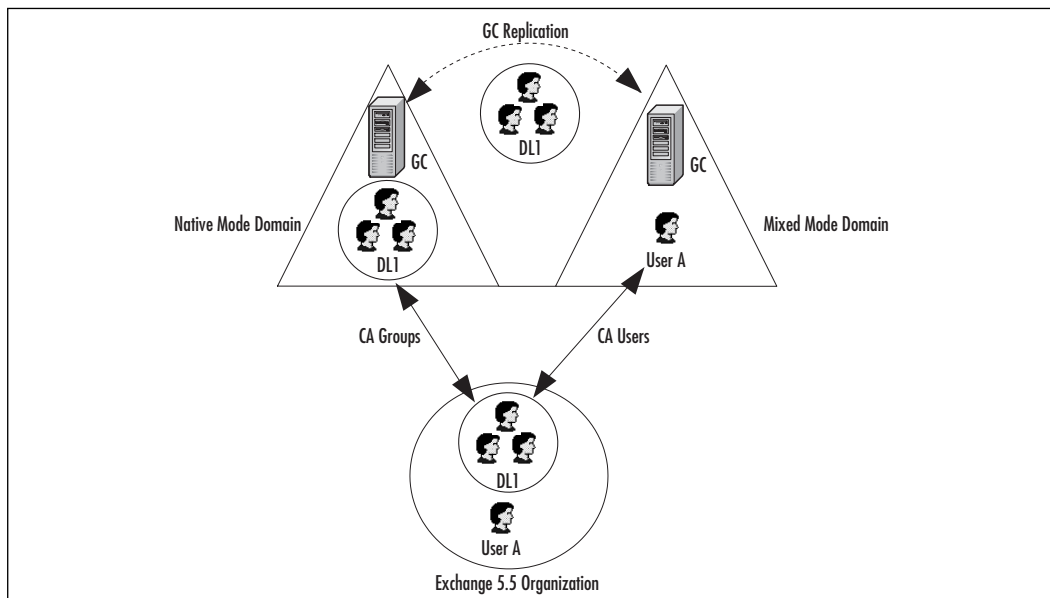 GC Replication
DL1
GC
GC
Native Mode Domain
Mixed Mode Domain
DL1
User A
CA Groups
CA Users
DL1
User A
Exchange 5.5 Organization